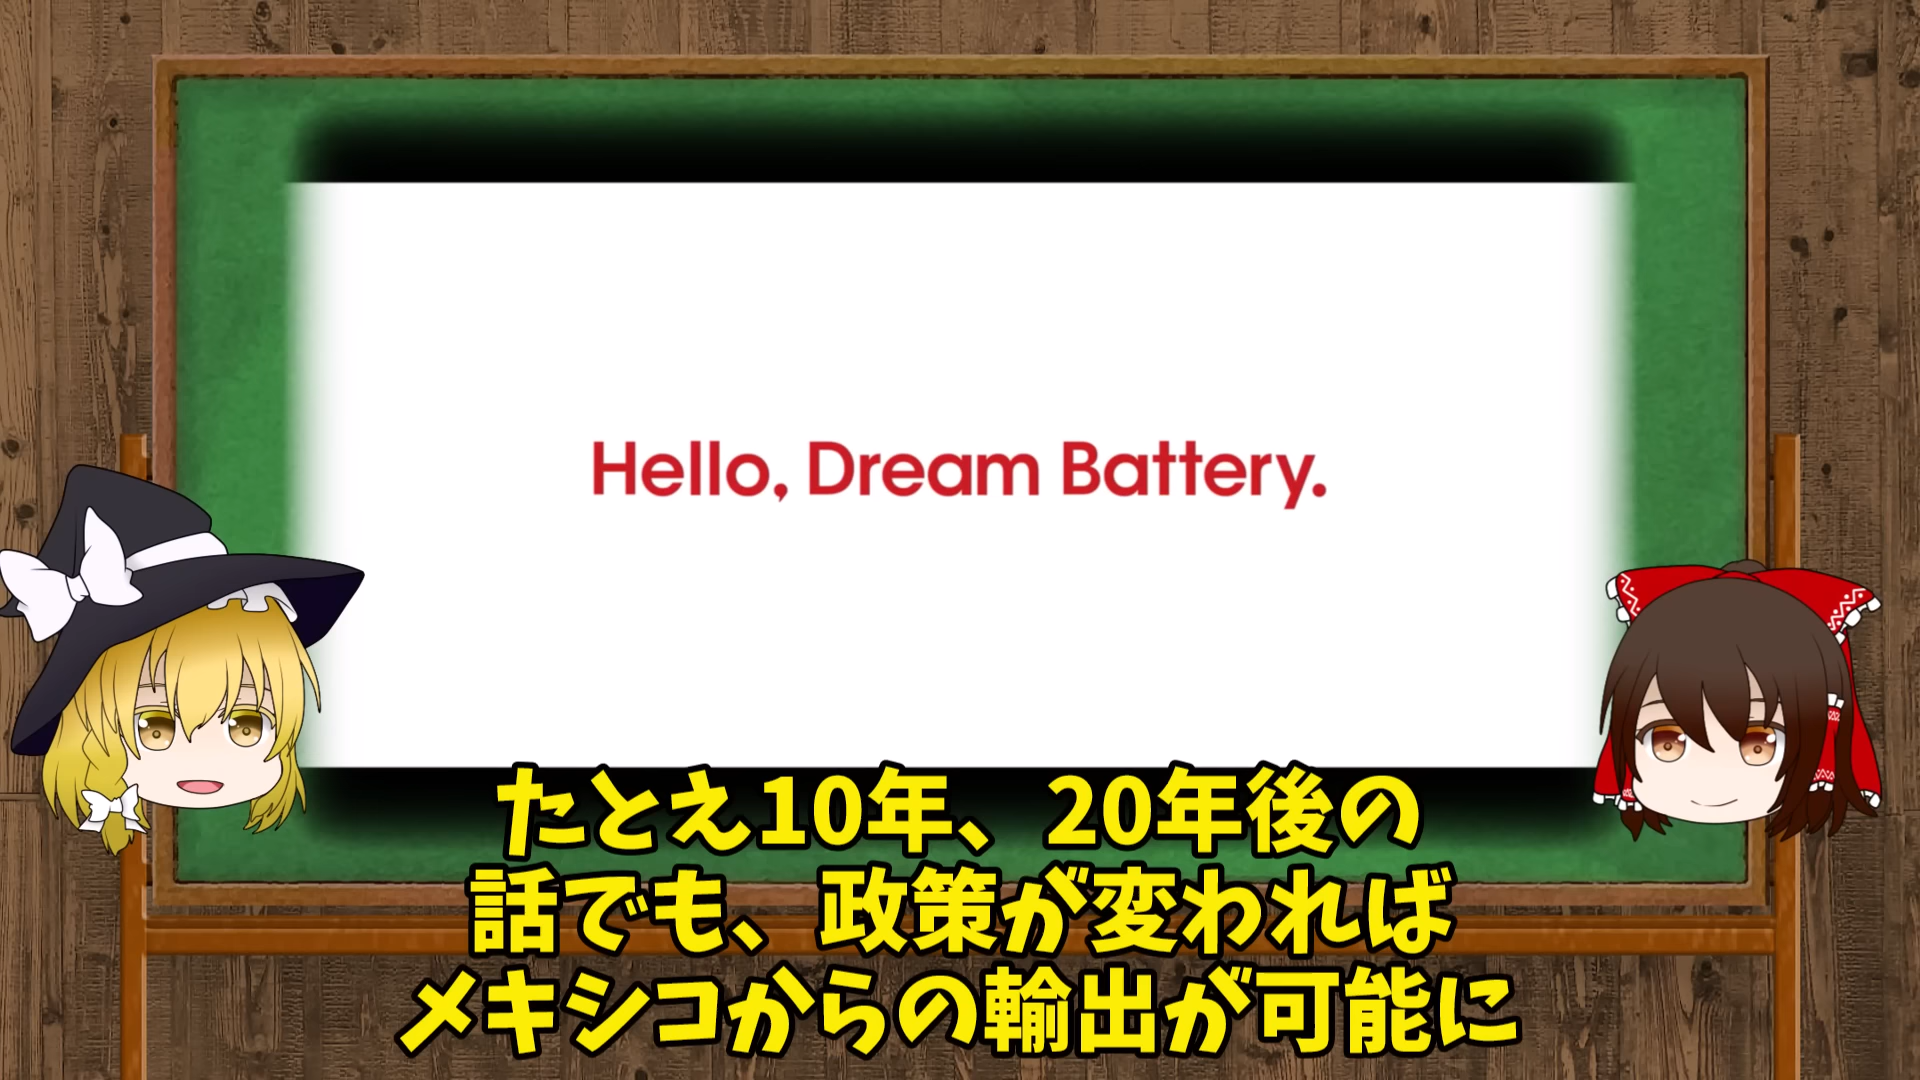 Hello, Dream Battery.
たとえ10年、20年後の
話でも、政策が変われば
メキシコからの輸出が可能に